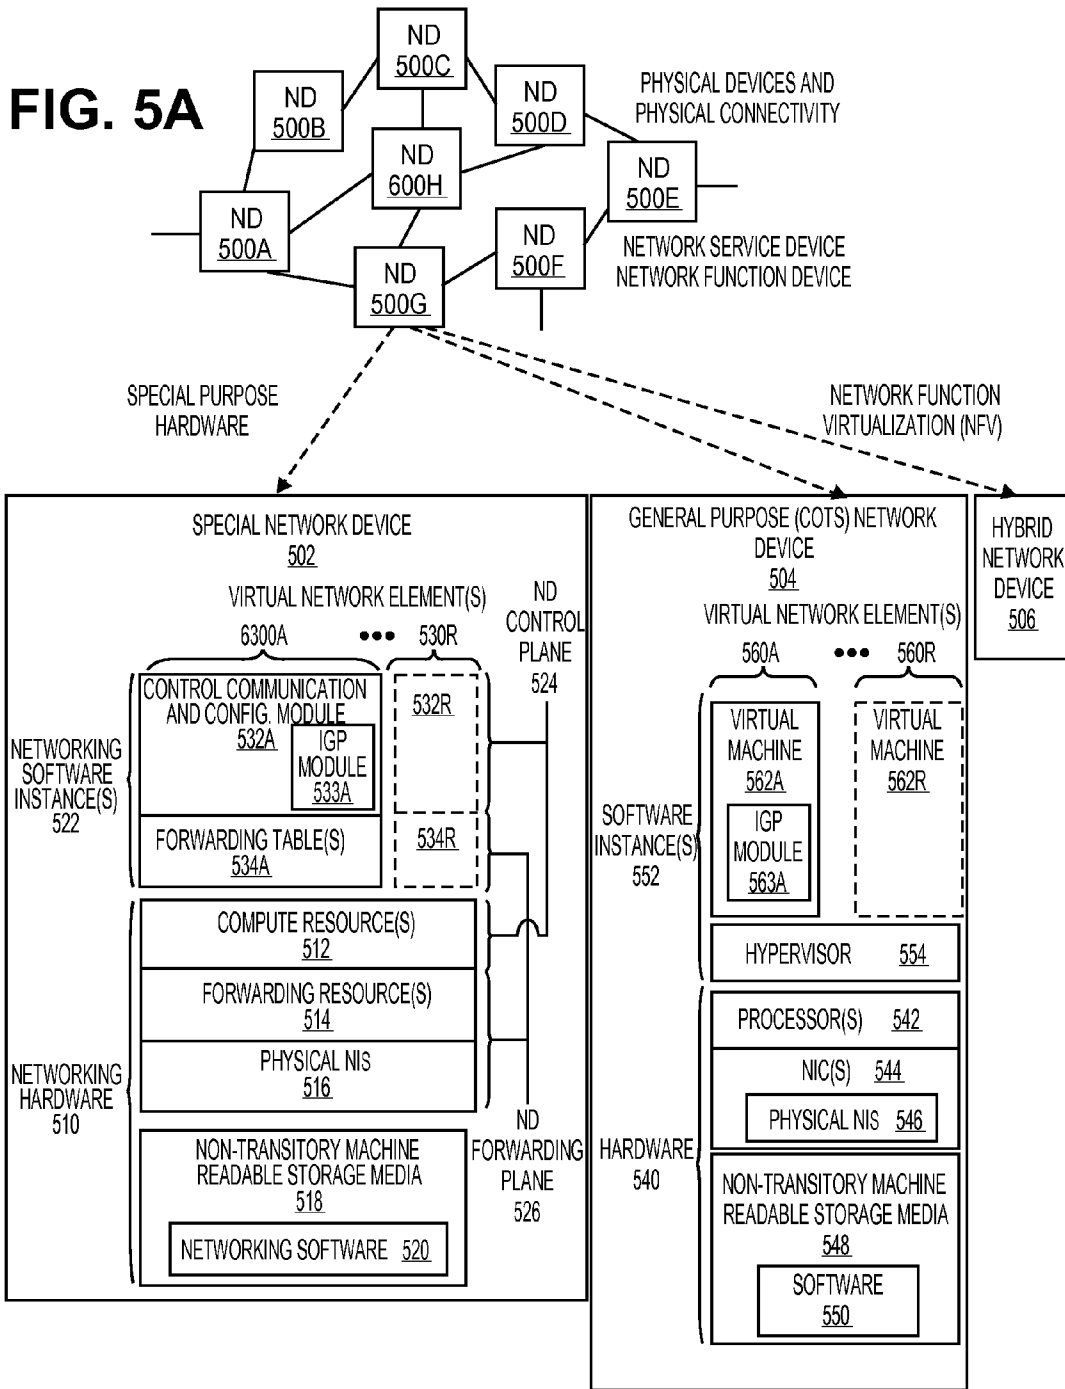 FIG. 5A
ND
500C
ND
500B
ND
500D
PHYSICAL DEVICES AND
PHYSICAL CONNECTIVITY
ND
600H
ND
500E
ND
500A
ND
500F
NETWORK SERVICE DEVICE
NETWORK FUNCTION DEVICE
ND
500G
SPECIAL PURPOSE
HARDWARE
NETWORK FUNCTION
VIRTUALIZATION (NFV)
SPECIAL NETWORK DEVICE
502
VIRTUAL NETWORK ELEMENT(S)
6300A
••• 530R
ND
CONTROL
PLANE
524
CONTROL COMMUNICATION
AND CONFIG. MODULE
532A
IGP
MODULE
533A
532R
NETWORKING
SOFTWARE
INSTANCE(S)
522
FORWARDING TABLE(S)
534A
534R
COMPUTE RESOURCE(S)
512
FORWARDING RESOURCE(S)
514
PHYSICAL NIS
516
NETWORKING
HARDWARE
510
ND
FORWARDING
PLANE
526
NON-TRANSITORY MACHINE
READABLE STORAGE MEDIA
518
NETWORKING SOFTWARE 520
GENERAL PURPOSE (COTS) NETWORK
DEVICE
504
VIRTUAL NETWORK ELEMENT(S)
560A ••• 560R
VIRTUAL
MACHINE
562A
IGP
MODULE
563A
VIRTUAL
MACHINE
562R
SOFTWARE
INSTANCE(S)
552
HYPERVISOR 554
PROCESSOR(S) 542
NIC(S) 544
PHYSICAL NIS 546
HARDWARE
540
NON-TRANSITORY MACHINE
READABLE STORAGE MEDIA
548
SOFTWARE
550
HYBRID
NETWORK
DEVICE
506